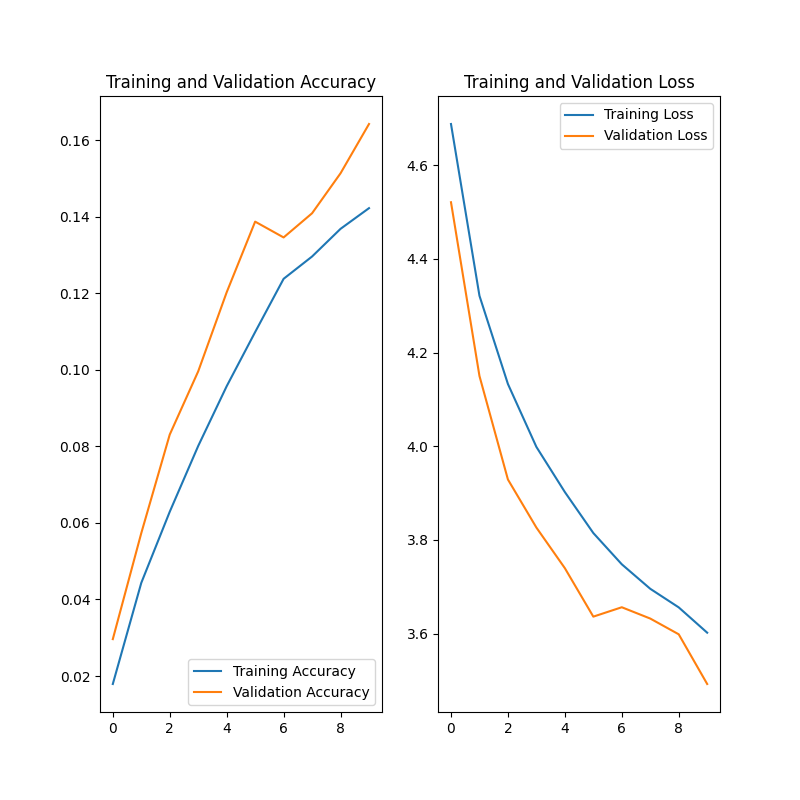 Training and Validation Accuracy
0.16
0.14
0.12
0.10
0.08
0.06
0.04
0.02
0 2 4 6 8
Training Accuracy
Validation Accuracy
Training and Validation Loss
4.6
4.4
4.2
4.0
3.8
3.6
0 2 4 6 8
Training Loss
Validation Loss